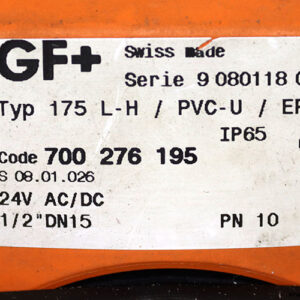 GF+ Swiss made
Serie 9 080118
Typ 175 L-H / PVC-U /
IP65
Code 700 276 195
S 08.01.026
24V AC/DC
1/2"DN15 PN 10